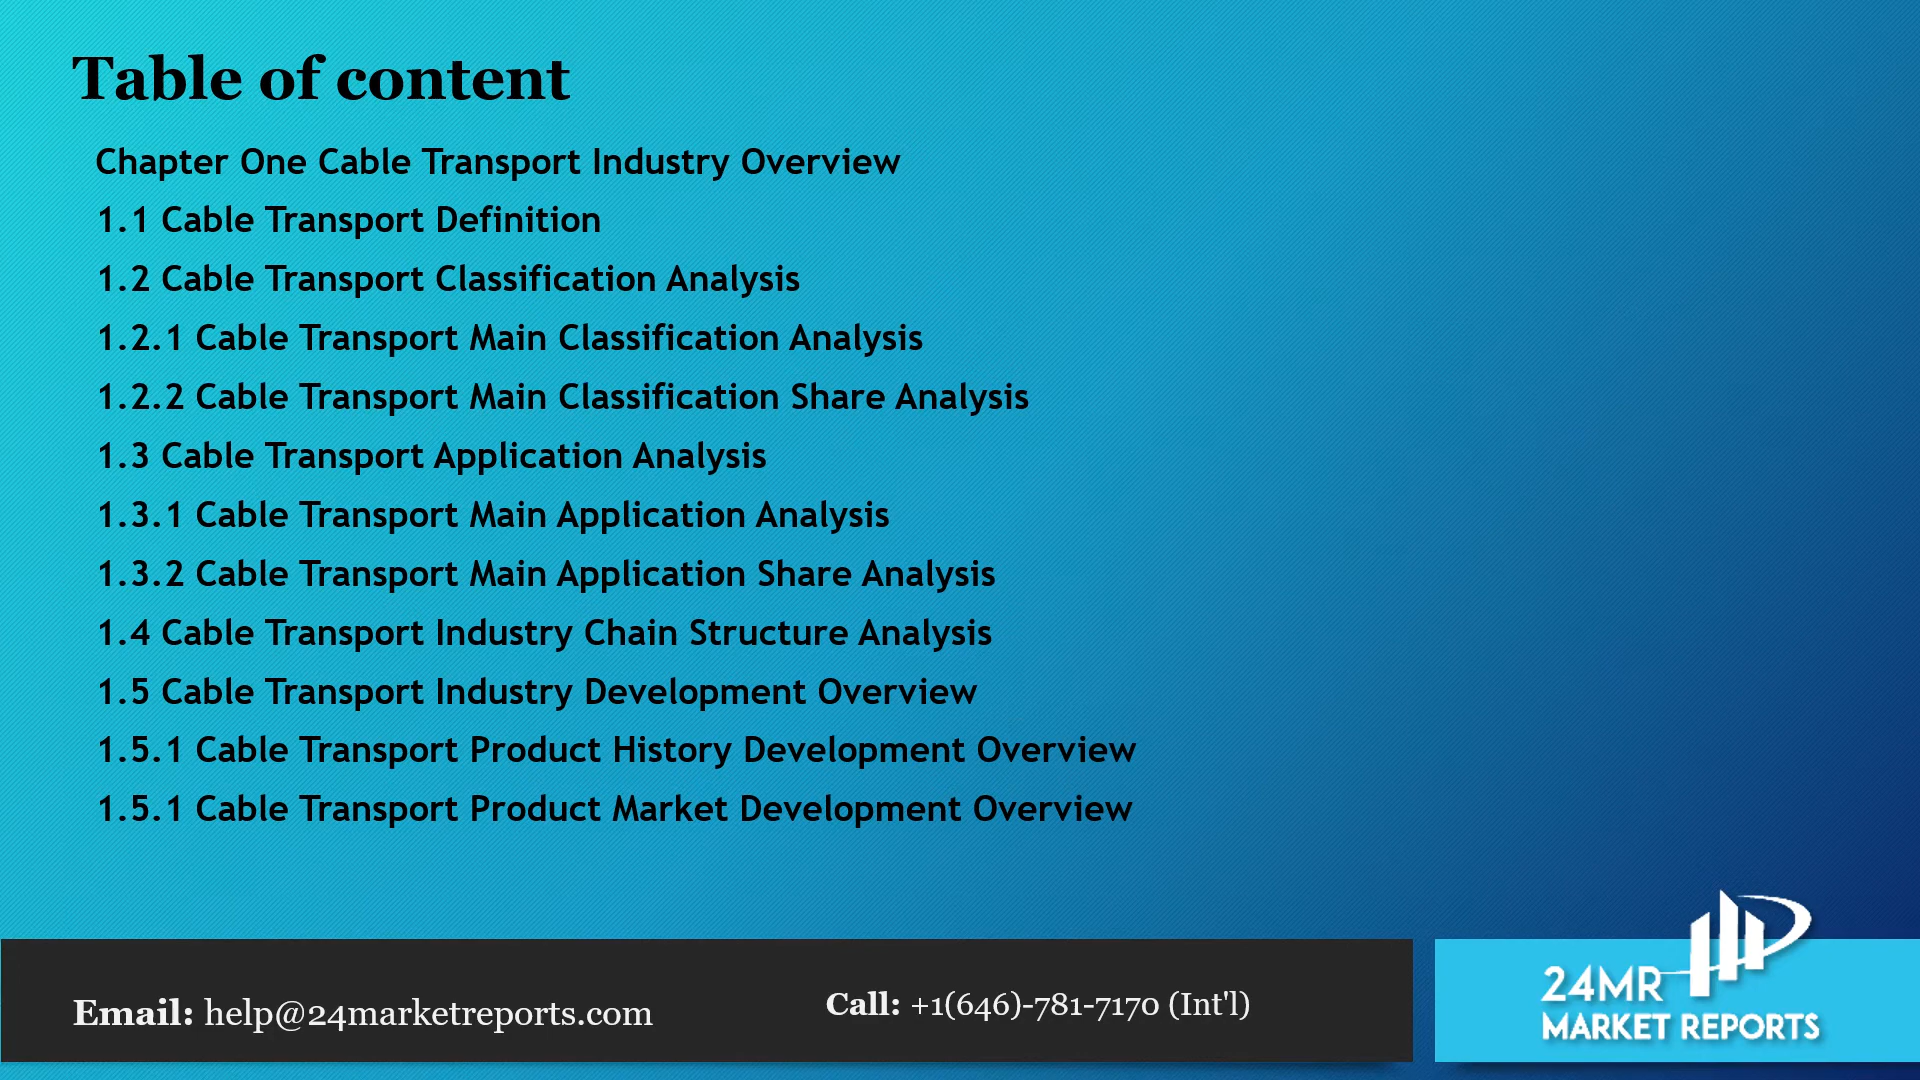 Table of content
Chapter One Cable Transport Industry Overview
1.1 Cable Transport Definition
1.2 Cable Transport Classification Analysis
1.2.1 Cable Transport Main Classification Analysis
1.2.2 Cable Transport Main Classification Share Analysis
1.3 Cable Transport Application Analysis
1.3.1 Cable Transport Main Application Analysis
1.3.2 Cable Transport Main Application Share Analysis
1.4 Cable Transport Industry Chain Structure Analysis
1.5 Cable Transport Industry Development Overview
1.5.1 Cable Transport Product History Development Overview
1.5.1 Cable Transport Product Market Development Overview
Email: help@24marketreports.com
Call: +1(646)-781-7170 (Int'l)
24MR
MARKET REPORTS